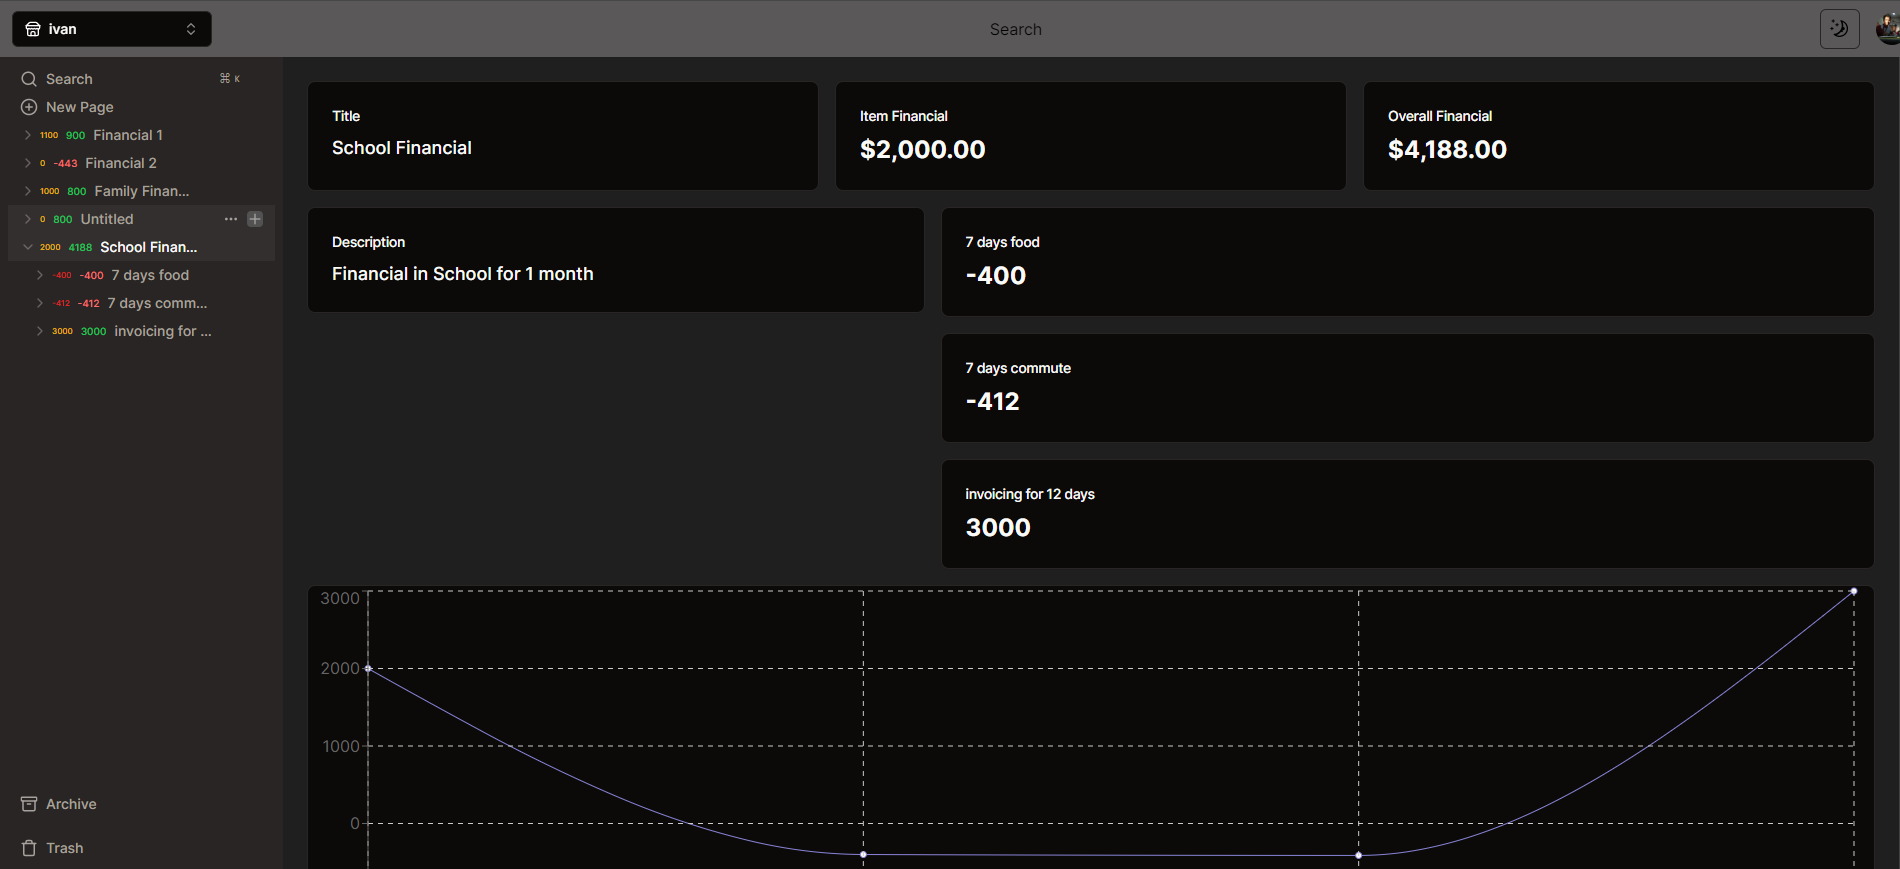 ivan
Search
Search ⌘ K
New Page
1100 900 Financial 1
0 -443 Financial 2
1000 800 Family Finan...
0 800 Untitled
2000 4188 School Finan...
-400 -400 7 days food
-412 -412 7 days comm...
3000 3000 invoicing for ...
Archive
Trash
Title
School Financial
Item Financial
$2,000.00
Overall Financial
$4,188.00
Description
Financial in School for 1 month
7 days food
-400
7 days commute
-412
invoicing for 12 days
3000
3000
2000
1000
0